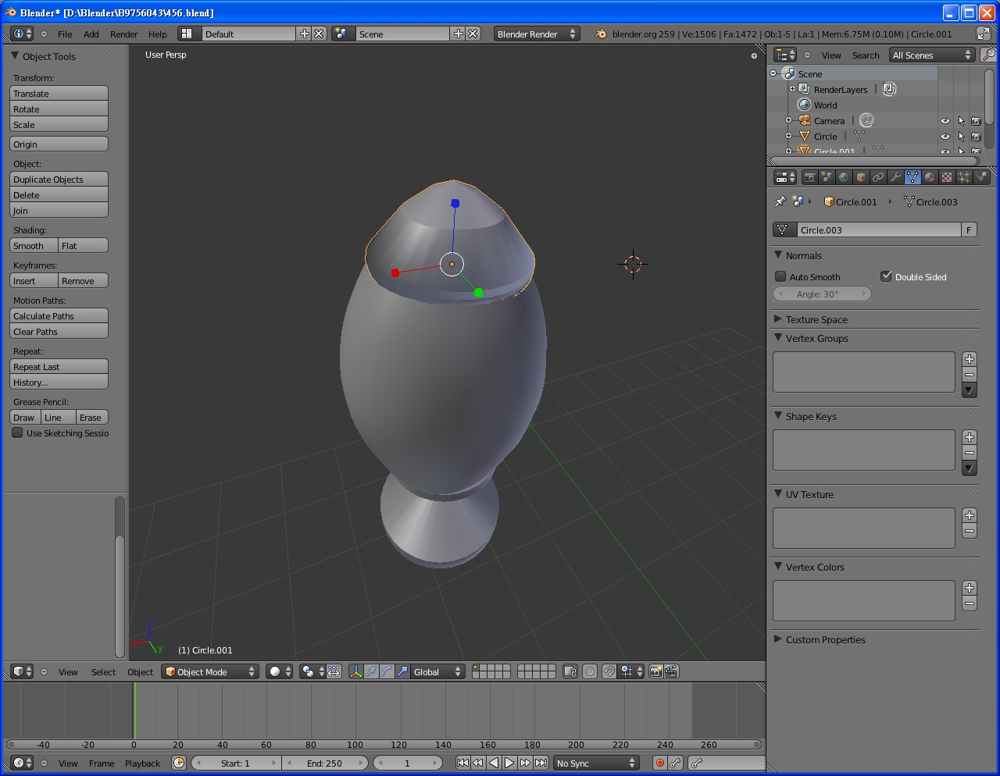 Blender* [D:\Blender\B9756043\456.blend]
File Add Render Help Default Scene Blender Render blender.org 259 | Ve:1506 | Fa:1472 | Ob:1-5 | La:1 | Mem:6.75M (0.10M) | Circle.001
Object Tools
Transform:
Translate
Rotate
Scale
Origin
Object:
Duplicate Objects
Delete
Join
Shading:
Smooth Flat
Keyframes:
Insert Remove
Motion Paths:
Calculate Paths
Clear Paths
Repeat:
Repeat Last
History...
Grease Pencil:
Draw Line Erase
Use Sketching Sessio
User Persp
x y
(1) Circle.001
View Select Object Object Mode Global
-40 -20 0 20 40 60 80 100 120 140 160 180 200 220 240 260
View Frame Playback Start: 1 End: 250 1 No Sync
View Search All Scenes
Scene
RenderLayers |
World
Camera |
Circle |
Circle.001 |
Circle.001 Circle.003
Circle.003 F
Normals
Auto Smooth Double Sided
Angle: 30°
Texture Space
Vertex Groups
Shape Keys
UV Texture
Vertex Colors
Custom Properties